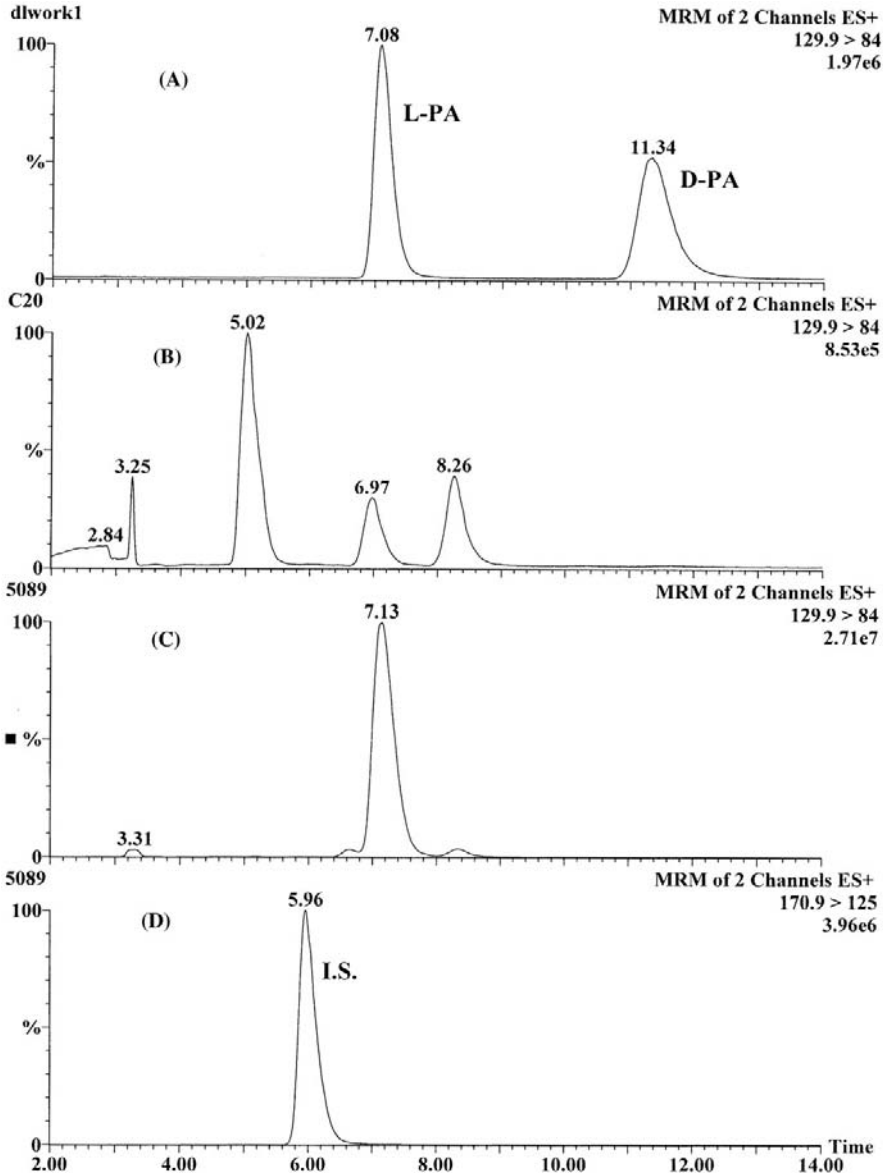 dlwork1
MRM of 2 Channels ES+
129.9 > 84
1.97e6
100
7.08
(A)
L-PA
%
11.34
D-PA
0
C20
MRM of 2 Channels ES+
129.9 > 84
8.53e5
100
5.02
(B)
%
3.25
6.97
8.26
2.84
0
5089
MRM of 2 Channels ES+
129.9 > 84
2.71e7
100
7.13
(C)
%
3.31
0
5089
MRM of 2 Channels ES+
170.9 > 125
3.96e6
100
5.96
(D)
I.S.
%
0
Time
2.00 4.00 6.00 8.00 10.00 12.00 14.00